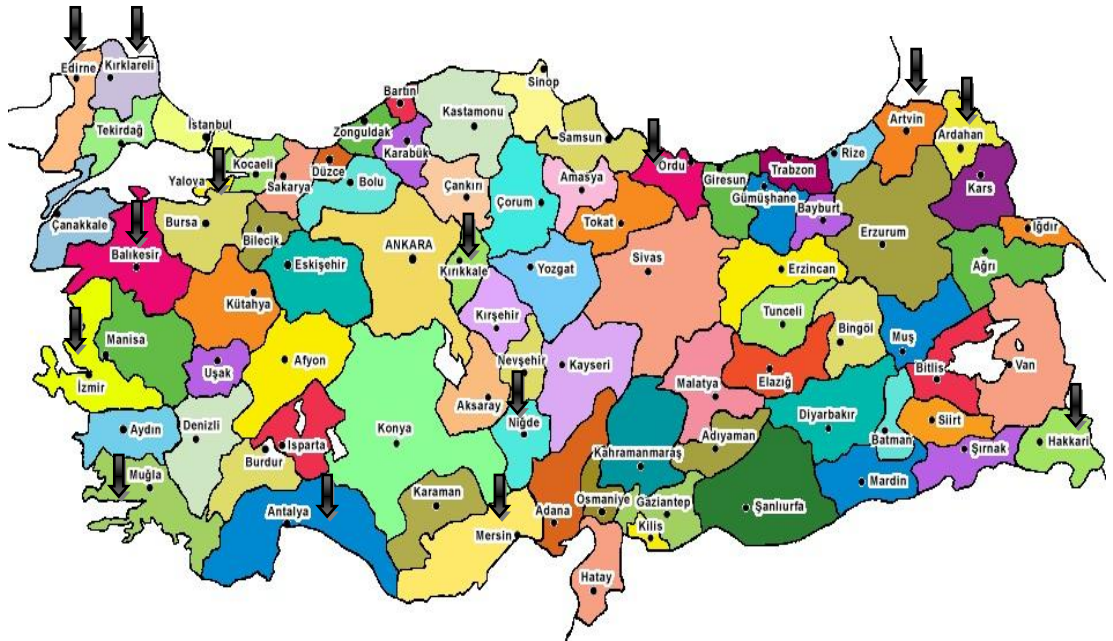 Edirne
Kırklareli
Tekirdağ
İstanbul
Kocaeli
Yalova
Sakarya
Düzce
Bolu
Zonguldak
Bartın
Karabük
Kastamonu
Sinop
Samsun
Çankırı
Çorum
Amasya
Ordu
Tokat
Giresun
Trabzon
Gümüşhane
Bayburt
Rize
Artvin
Ardahan
Kars
Iğdır
Ağrı
Erzurum
Erzincan
Sivas
Yozgat
Kırıkkale
ANKARA
Eskişehir
Bilecik
Bursa
Çanakkale
Balıkesir
Kütahya
Manisa
İzmir
Uşak
Afyon
Kırşehir
Nevşehir
Kayseri
Aksaray
Niğde
Konya
Isparta
Burdur
Denizli
Aydın
Muğla
Antalya
Karaman
Mersin
Adana
Osmaniye
Hatay
Kilis
Gaziantep
Kahramanmaraş
Malatya
Adıyaman
Şanlıurfa
Elazığ
Tunceli
Bingöl
Muş
Bitlis
Van
Diyarbakır
Batman
Siirt
Mardin
Şırnak
Hakkari